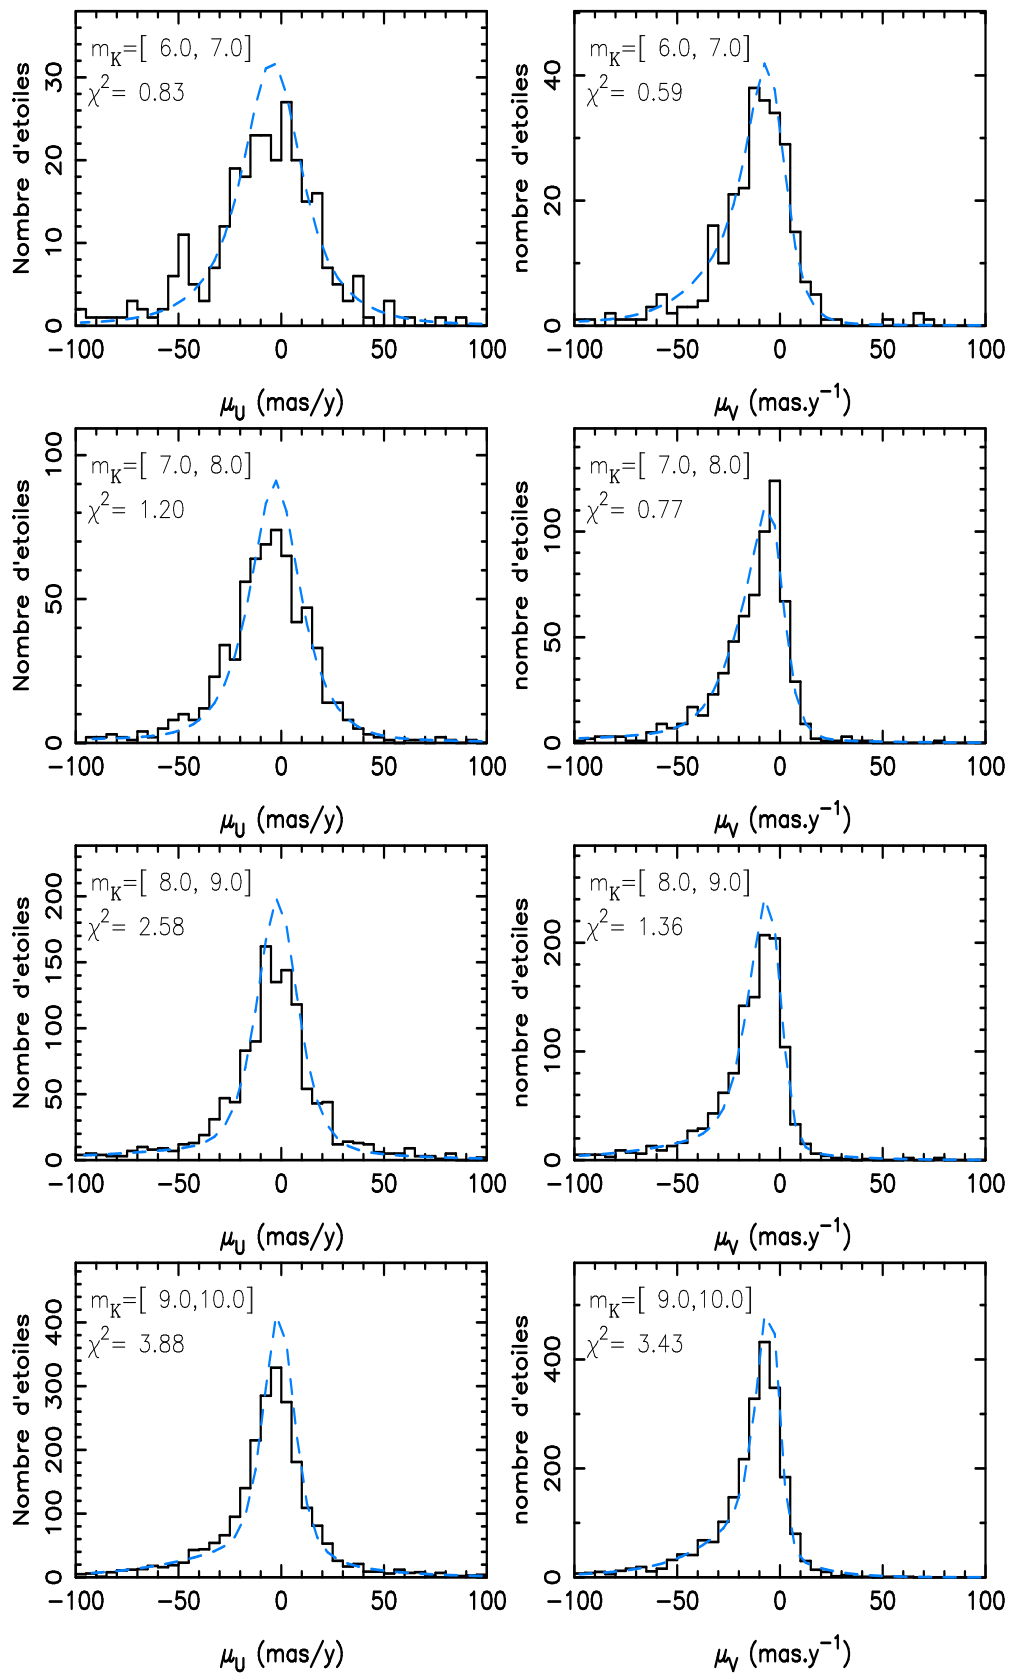 m_K=[ 6.0, 7.0]
χ²= 0.83
Nombre d'etoiles
0 10 20 30
−100 −50 0 50 100
μ_U (mas/y)
m_K=[ 6.0, 7.0]
χ²= 0.59
nombre d'etoiles
0 20 40
−100 −50 0 50 100
μ_V (mas.y⁻¹)
m_K=[ 7.0, 8.0]
χ²= 1.20
Nombre d'etoiles
0 50 100
−100 −50 0 50 100
μ_U (mas/y)
m_K=[ 7.0, 8.0]
χ²= 0.77
nombre d'etoiles
0 50 100
−100 −50 0 50 100
μ_V (mas.y⁻¹)
m_K=[ 8.0, 9.0]
χ²= 2.58
Nombre d'etoiles
0 50 100 150 200
−100 −50 0 50 100
μ_U (mas/y)
m_K=[ 8.0, 9.0]
χ²= 1.36
nombre d'etoiles
0 100 200
−100 −50 0 50 100
μ_V (mas.y⁻¹)
m_K=[ 9.0,10.0]
χ²= 3.88
Nombre d'etoiles
0 100 200 300 400
−100 −50 0 50 100
μ_U (mas/y)
m_K=[ 9.0,10.0]
χ²= 3.43
nombre d'etoiles
0 200 400
−100 −50 0 50 100
μ_V (mas.y⁻¹)